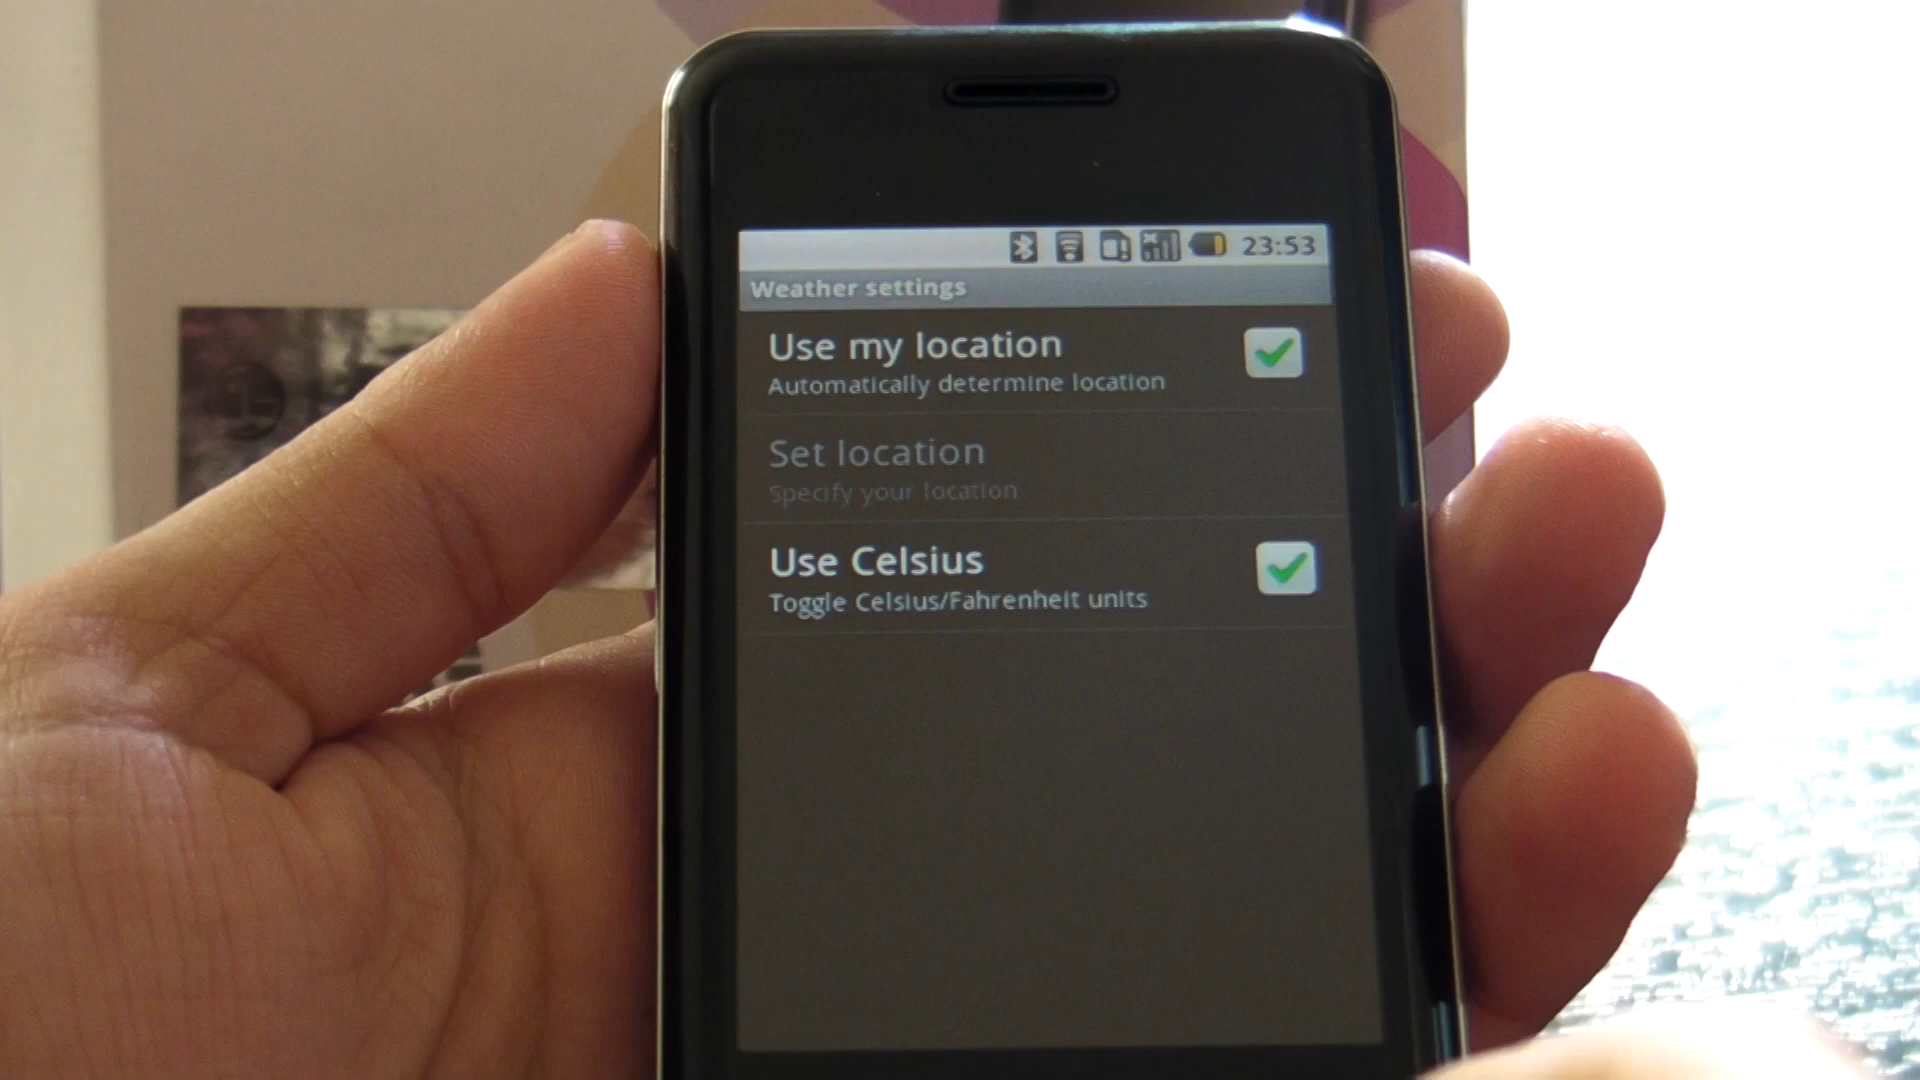 23:53
Weather settings
Use my location
Automatically determine location
Set location
Specify your location
Use Celsius
Toggle Celsius/Fahrenheit units